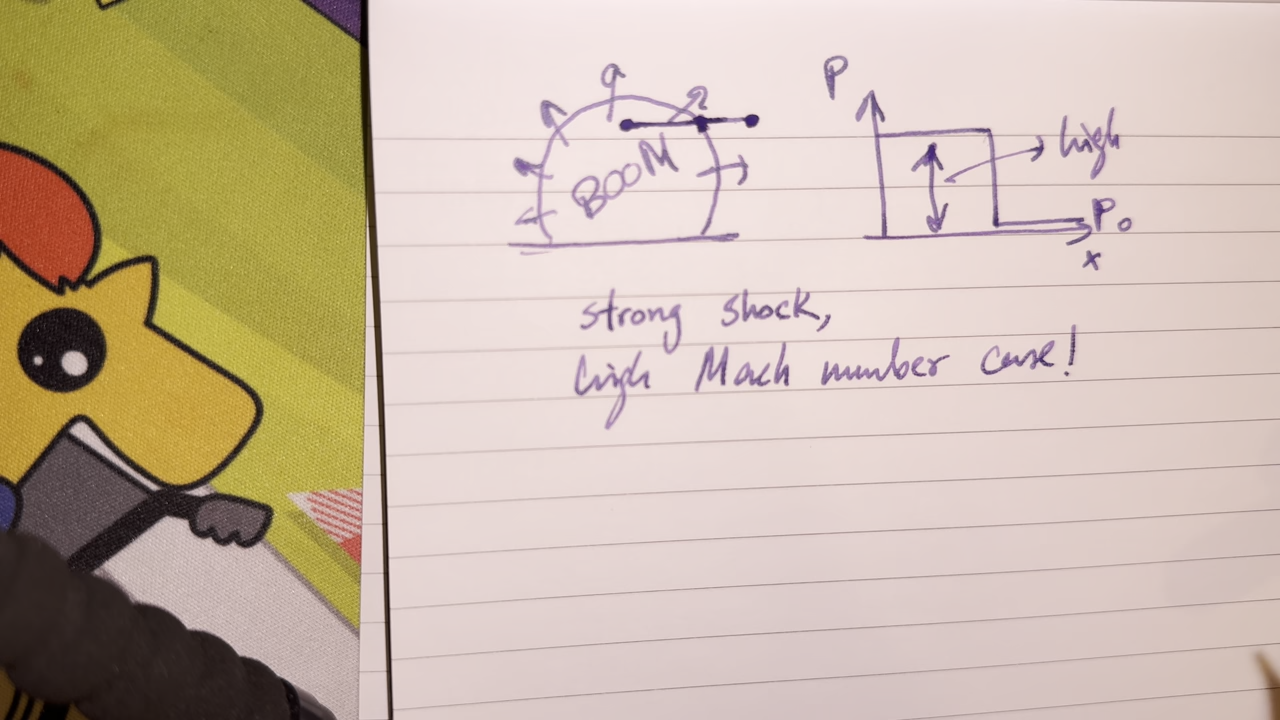 BOOM
P
high
P₀
x
strong shock,
high Mach number case!